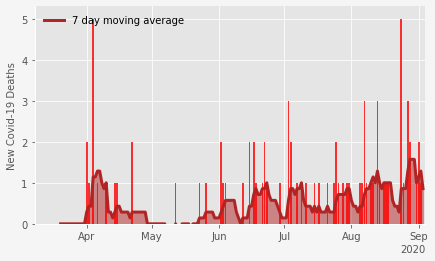 7 day moving average
New Covid-19 Deaths
5
4
3
2
1
0
Apr
May
Jun
Jul
Aug
Sep
2020